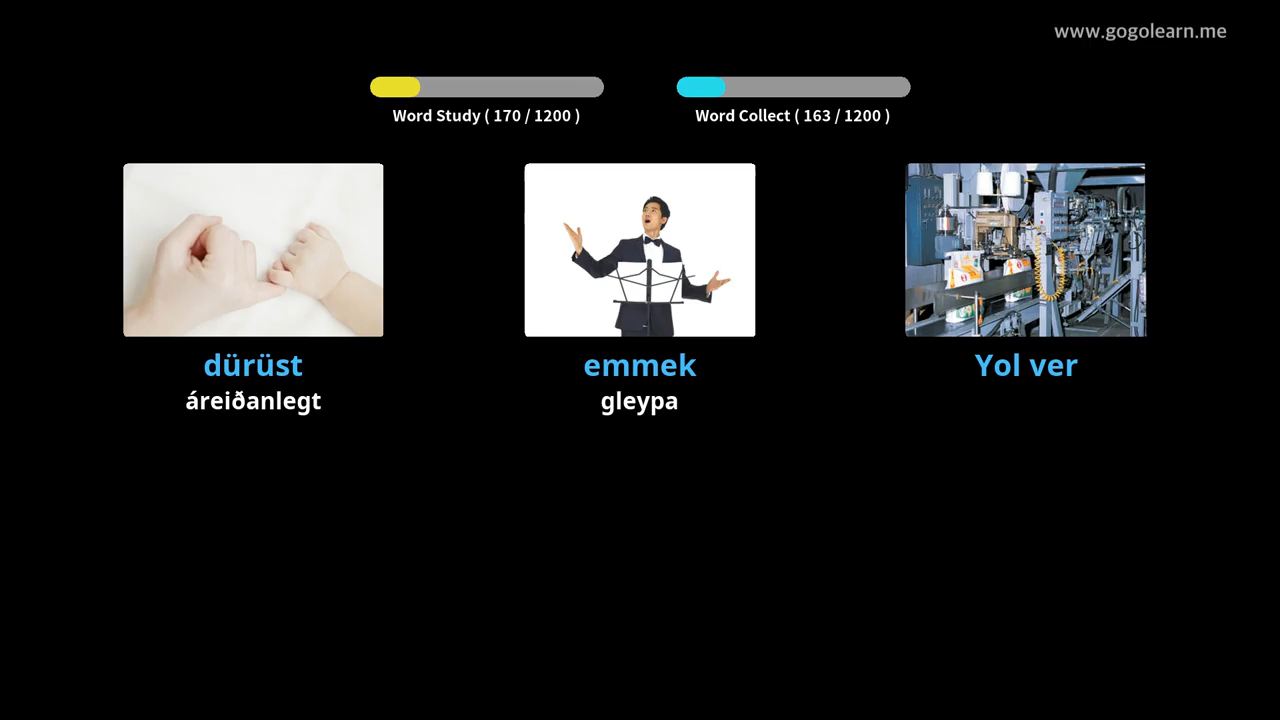 www.gogolearn.me
Word Study ( 170 / 1200 )
Word Collect ( 163 / 1200 )
dürüst
áreiðanlegt
emmek
gleypa
Yol ver